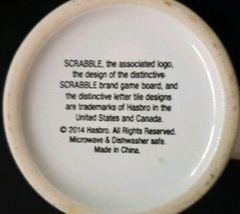 SCRABBLE, the associated logo,
the design of the distinctive
SCRABBLE brand game board, and
the distinctive letter tile designs
are trademarks of Hasbro in the
United States and Canada.
© 2014 Hasbro. All Rights Reserved.
Microwave & Dishwasher safe.
Made in China.